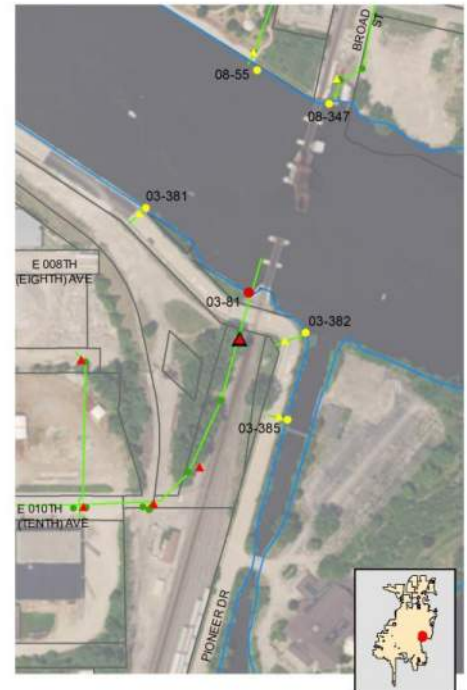 BROAD
ST
08-55
08-347
03-381
E 008TH
(EIGHTH) AVE
03-81
03-382
03-385
E 010TH
(TENTH) AVE
PIONEER DR